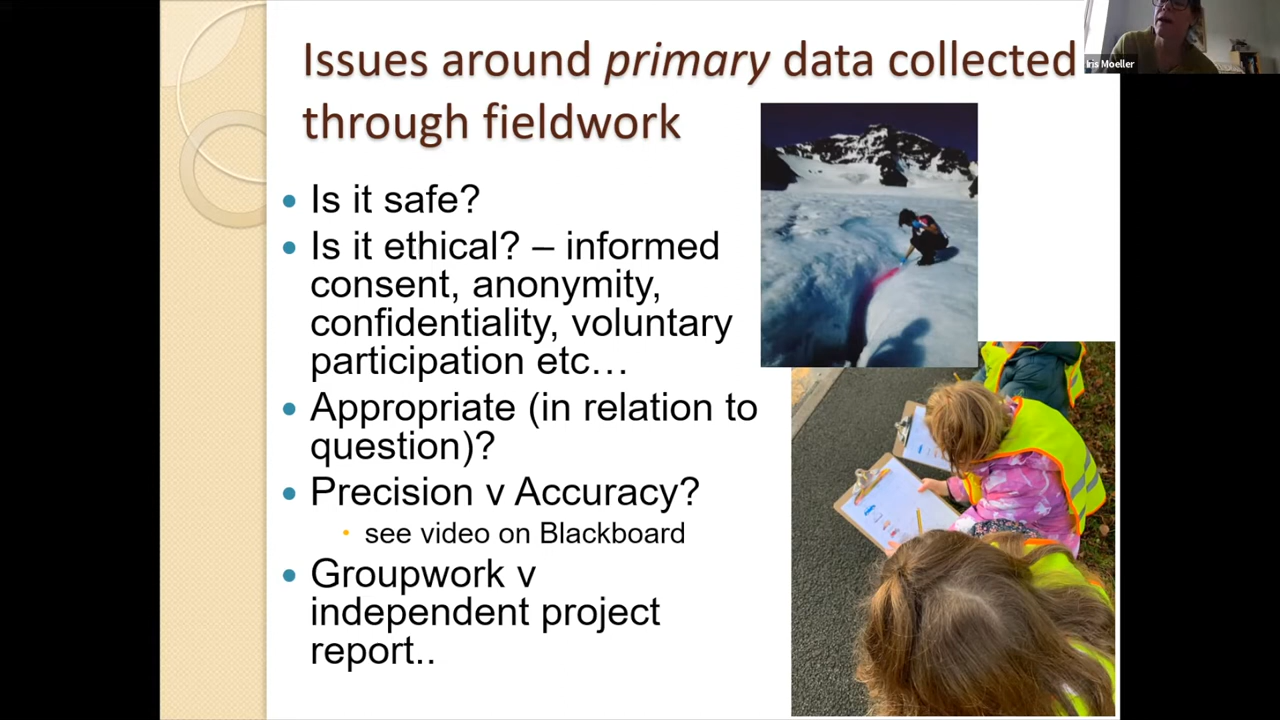 Issues around primary data collected
through fieldwork
Iris Moeller
• Is it safe?
• Is it ethical? – informed
consent, anonymity,
confidentiality, voluntary
participation etc…
• Appropriate (in relation to
question)?
• Precision v Accuracy?
• see video on Blackboard
• Groupwork v
independent project
report..